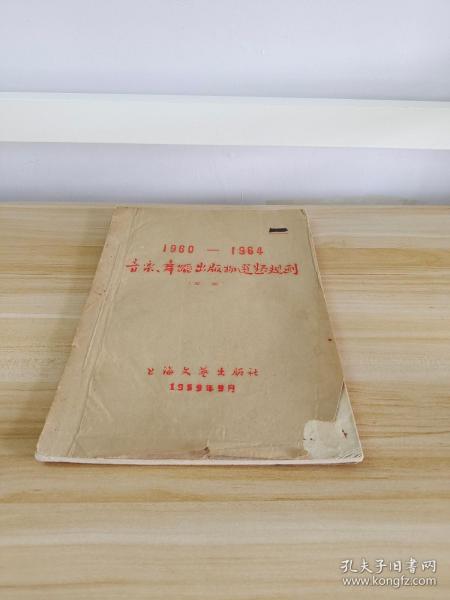 1960 — 1964
音乐、舞蹈出版物选题规划
上海文艺出版社
1959年9月
孔夫子旧书网
www.kongfz.com